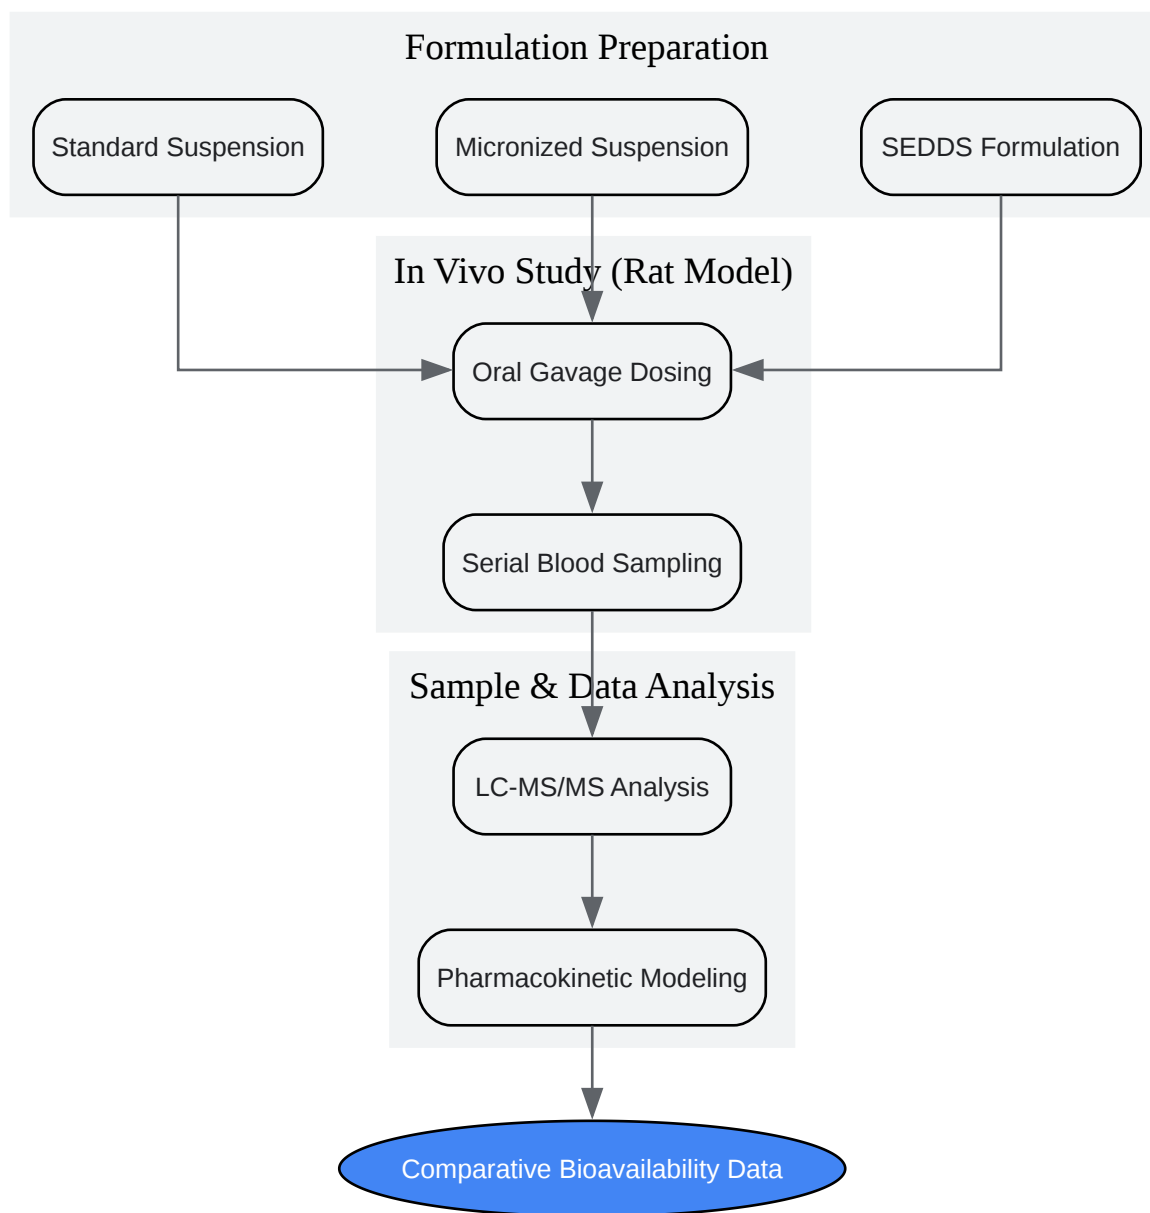 Formulation Preparation
Standard Suspension
Micronized Suspension
SEDDS Formulation
In Vivo Study (Rat Model)
Oral Gavage Dosing
Serial Blood Sampling
Sample & Data Analysis
LC-MS/MS Analysis
Pharmacokinetic Modeling
Comparative Bioavailability Data